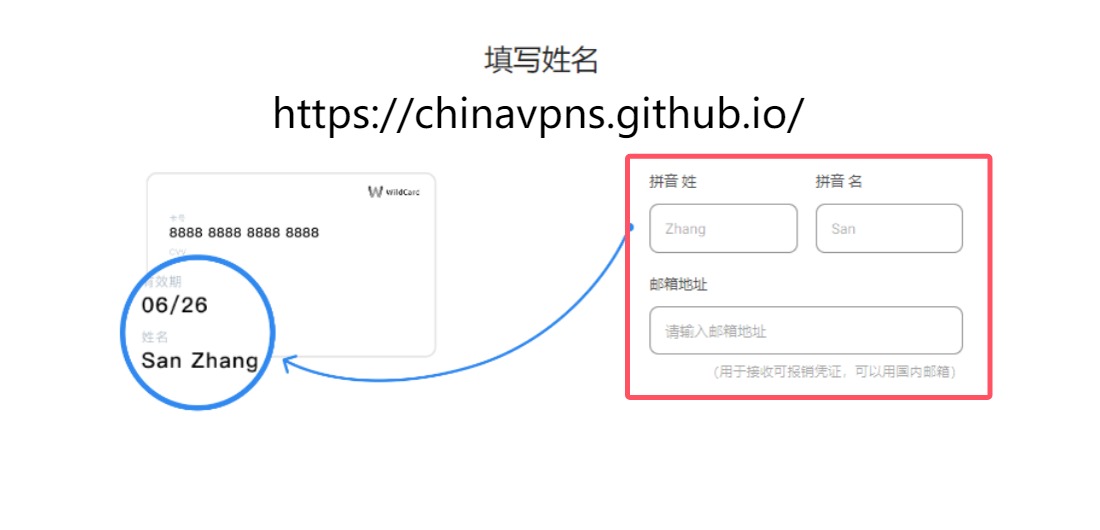 填写姓名
https://chinavpns.github.io/
WildCard
卡号
8888 8888 8888 8888
CVV
有效期
06/26
姓名
San Zhang
拼音 姓
拼音 名
Zhang
San
邮箱地址
请输入邮箱地址
(用于接收可报销凭证，可以用国内邮箱)